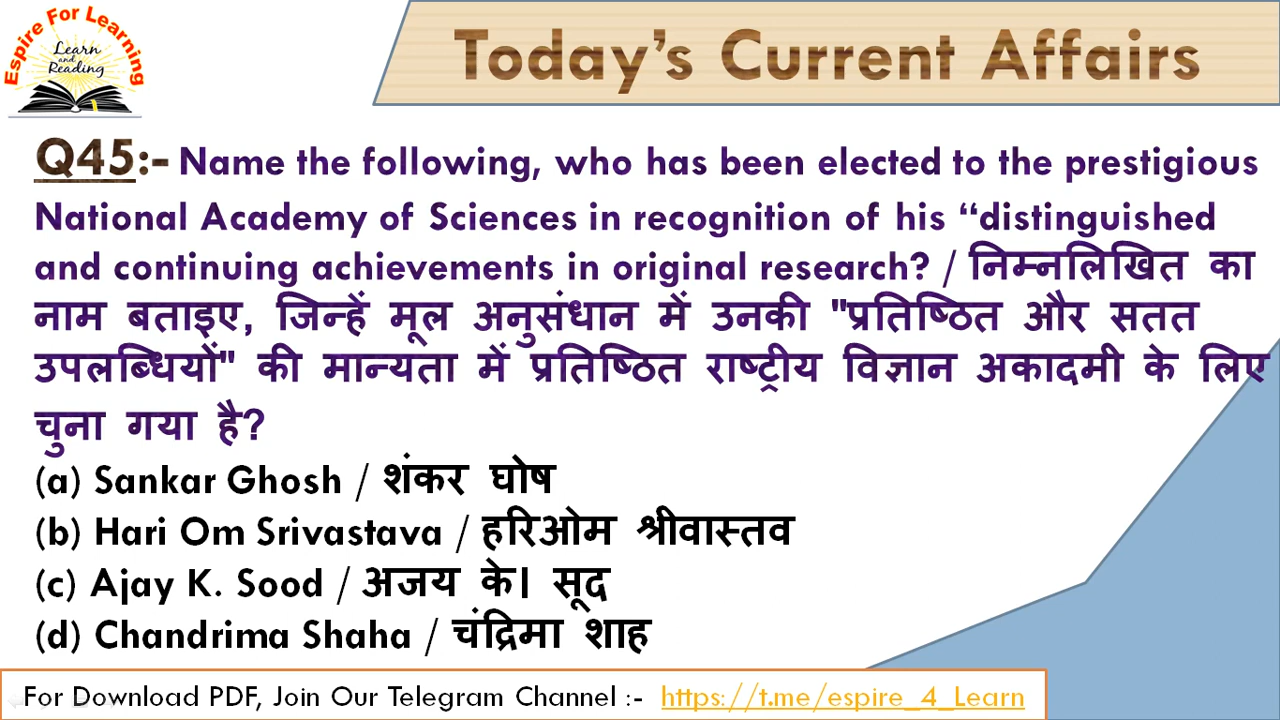 Espire For Learning
Learn
and
Reading
Today's Current Affairs
Q45:- Name the following, who has been elected to the prestigious
National Academy of Sciences in recognition of his “distinguished
and continuing achievements in original research? / निम्नलिखित का
नाम बताइए, जिन्हें मूल अनुसंधान में उनकी "प्रतिष्ठित और सतत
उपलब्धियों" की मान्यता में प्रतिष्ठित राष्ट्रीय विज्ञान अकादमी के लिए
चुना गया है?
(a) Sankar Ghosh / शंकर घोष
(b) Hari Om Srivastava / हरिओम श्रीवास्तव
(c) Ajay K. Sood / अजय के। सूद
(d) Chandrima Shaha / चंद्रिमा शाह
For Download PDF, Join Our Telegram Channel :- https://t.me/espire_4_Learn